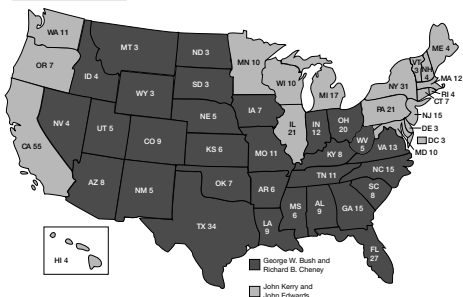 WA 11
OR 7
CA 55
NV 4
ID 4
MT 3
WY 3
UT 5
AZ 8
CO 9
NM 5
ND 3
SD 3
NE 5
KS 6
OK 7
TX 34
MN 10
IA 7
MO 11
AR 6
LA
9
WI 10
IL
21
MI 17
IN
12
OH
20
KY 8
TN 11
MS
6
AL
9
GA 15
FL
27
SC
8
NC 15
VA 13
WV
5
PA 21
NY 31
VT
3
NH
4
ME 4
MA 12
RI 4
CT 7
NJ 15
DE 3
DC 3
MD 10
HI 4
George W. Bush and
Richard B. Cheney
John Kerry and
John Edwards